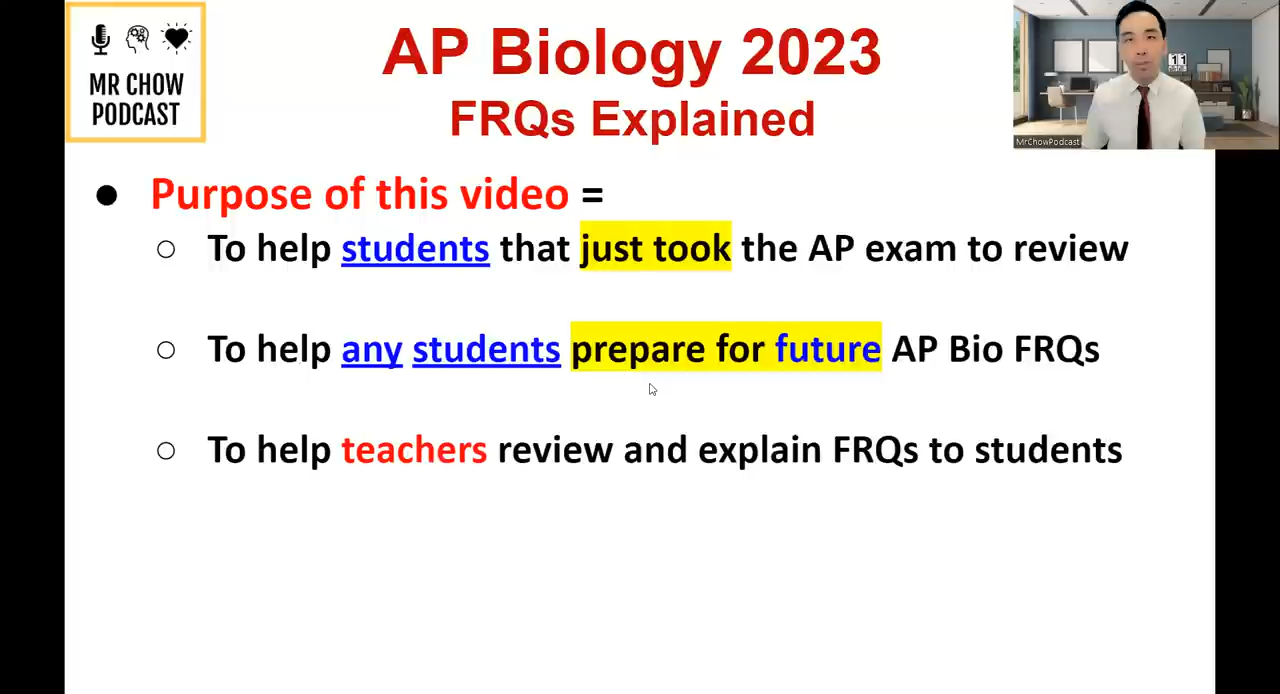 MR CHOW
PODCAST
AP Biology 2023
FRQs Explained
11
MrChowPodcast
● Purpose of this video =
○ To help students that just took the AP exam to review
○ To help any students prepare for future AP Bio FRQs
○ To help teachers review and explain FRQs to students